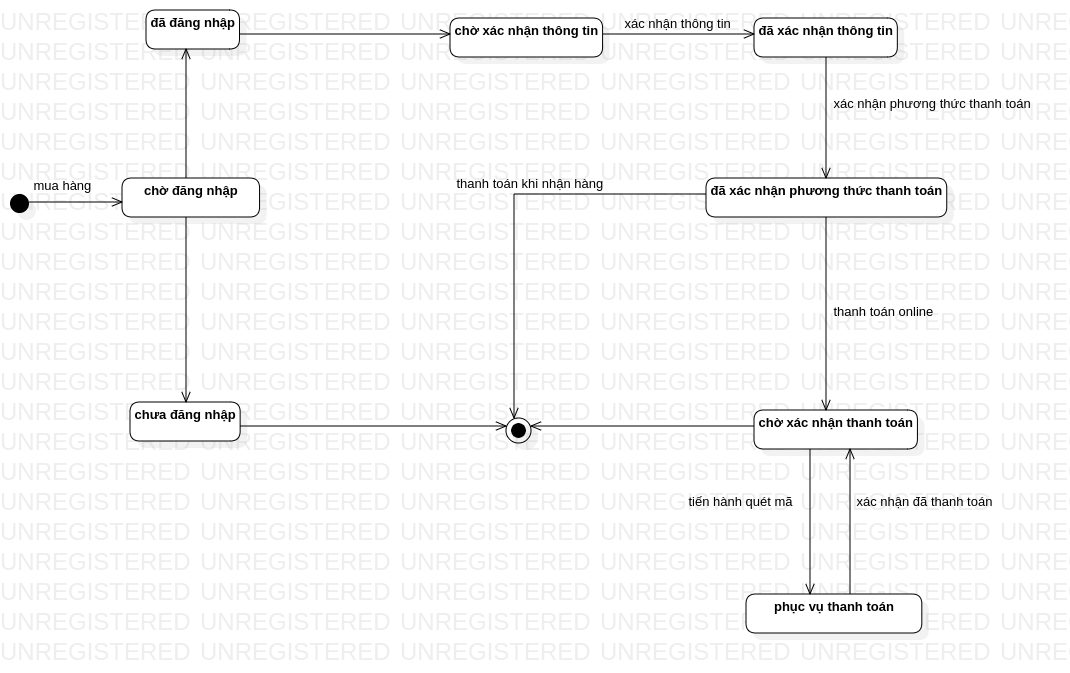 đã đăng nhập
chờ xác nhận thông tin
xác nhận thông tin
đã xác nhận thông tin
xác nhận phương thức thanh toán
mua hàng
chờ đăng nhập
thanh toán khi nhận hàng
đã xác nhận phương thức thanh toán
thanh toán online
chưa đăng nhập
chờ xác nhận thanh toán
tiến hành quét mã
xác nhận đã thanh toán
phục vụ thanh toán
UNREGISTERED